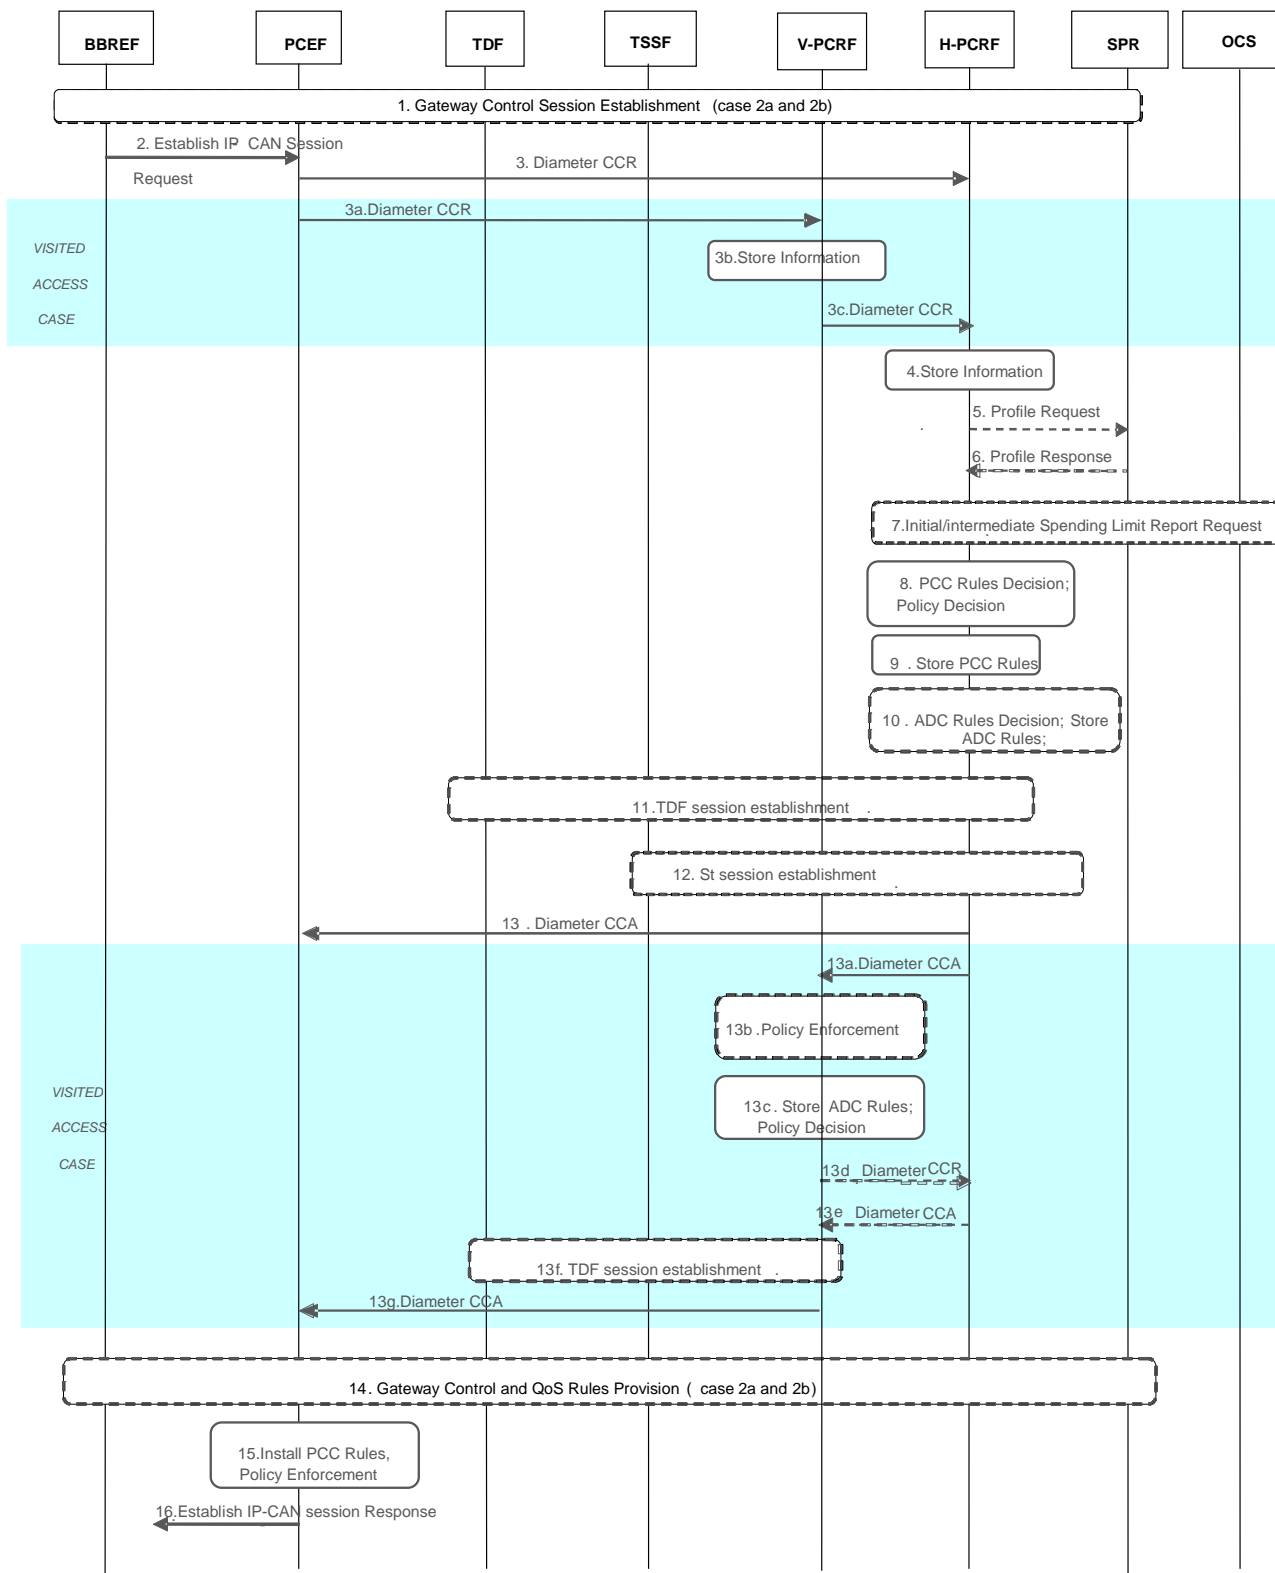 BBREF
PCEF
TDF
TSSF
V-PCRF
H-PCRF
SPR
OCS
1. Gateway Control Session Establishment (case 2a and 2b)
2. Establish IP CAN Session
Request
3. Diameter CCR
3a.Diameter CCR
VISITED
ACCESS
CASE
3b.Store Information
3c.Diameter CCR
4.Store Information
5. Profile Request
6. Profile Response
7.Initial/intermediate Spending Limit Report Request
8. PCC Rules Decision;
Policy Decision
9 . Store PCC Rules
10 . ADC Rules Decision; Store
ADC Rules;
11.TDF session establishment .
12. St session establishment .
13 . Diameter CCA
13a.Diameter CCA
13b .Policy Enforcement
VISITED
ACCESS
CASE
13c . Store ADC Rules;
Policy Decision
13d Diameter CCR
13e Diameter CCA
13f. TDF session establishment .
13g.Diameter CCA
14. Gateway Control and QoS Rules Provision ( case 2a and 2b)
15.Install PCC Rules,
Policy Enforcement
16.Establish IP-CAN session Response